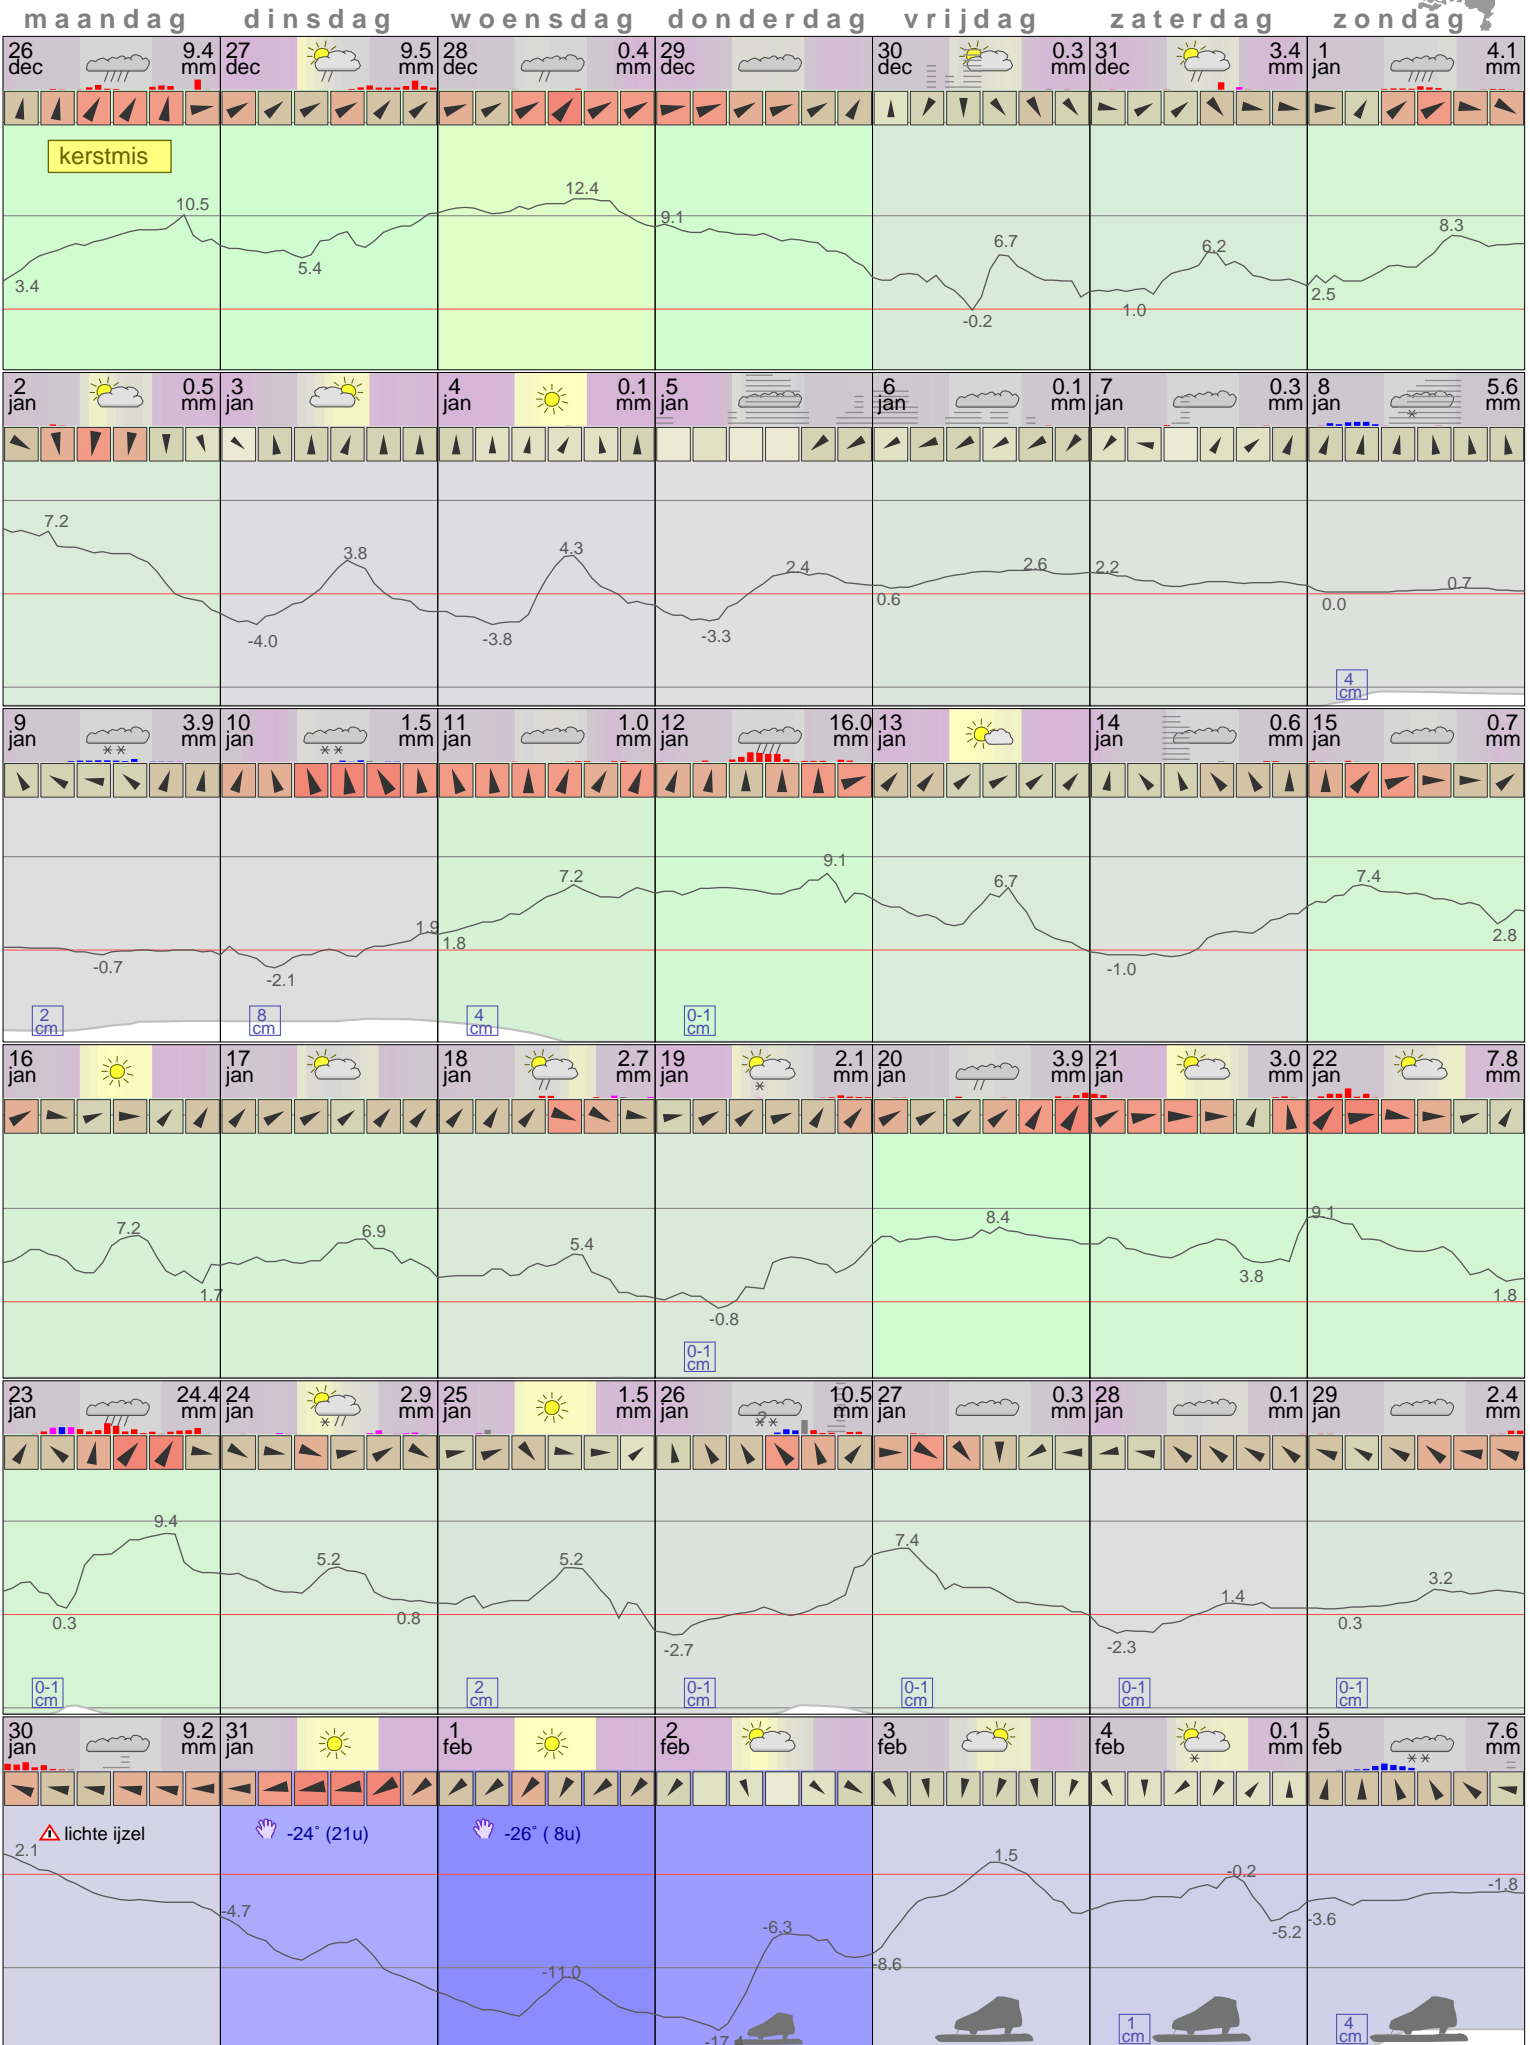 maandag dinsdag woensdag donderdag vrijdag zaterdag zondag
26 dec 9.4 mm 27 dec 9.5 mm 28 dec 0.4 mm 29 dec 30 dec 0.3 mm 31 dec 3.4 mm 1 jan 4.1 mm
kerstmis
3.4 10.5 5.4 12.4 9.1 -0.2 6.7 1.0 6.2 2.5 8.3
2 jan 0.5 mm 3 jan 4 jan 0.1 mm 5 jan 6 jan 0.1 mm 7 jan 0.3 mm 8 jan 5.6 mm
7.2 -4.0 3.8 -3.8 4.3 -3.3 2.4 0.6 2.6 2.2 0.0 0.7
4 cm
9 jan 3.9 mm 10 jan 1.5 mm 11 jan 1.0 mm 12 jan 16.0 mm 13 jan 14 jan 0.6 mm 15 jan 0.7 mm
-0.7 -2.1 1.9 1.8 7.2 9.1 6.7 -1.0 7.4 2.8
2 cm 8 cm 4 cm 0-1 cm
16 jan 17 jan 18 jan 2.7 mm 19 jan 2.1 mm 20 jan 3.9 mm 21 jan 3.0 mm 22 jan 7.8 mm
7.2 1.7 6.9 5.4 -0.8 8.4 3.8 9.1 1.8
0-1 cm
23 jan 24.4 mm 24 jan 2.9 mm 25 jan 1.5 mm 26 jan ? 10.5 mm 27 jan 0.3 mm 28 jan 0.1 mm 29 jan 2.4 mm
0.3 9.4 5.2 0.8 5.2 -2.7 7.4 -2.3 1.4 0.3 3.2
0-1 cm 2 cm 0-1 cm 0-1 cm 0-1 cm 0-1 cm
30 jan 9.2 mm 31 jan 1 feb 2 feb 3 feb 4 feb 0.1 mm 5 feb 7.6 mm
lichte ijzel -24° (21u) -26° ( 8u)
2.1 -4.7 -11.0 -17.4 -6.3 -8.6 1.5 -0.2 -5.2 -3.6 -1.8
1 cm 4 cm